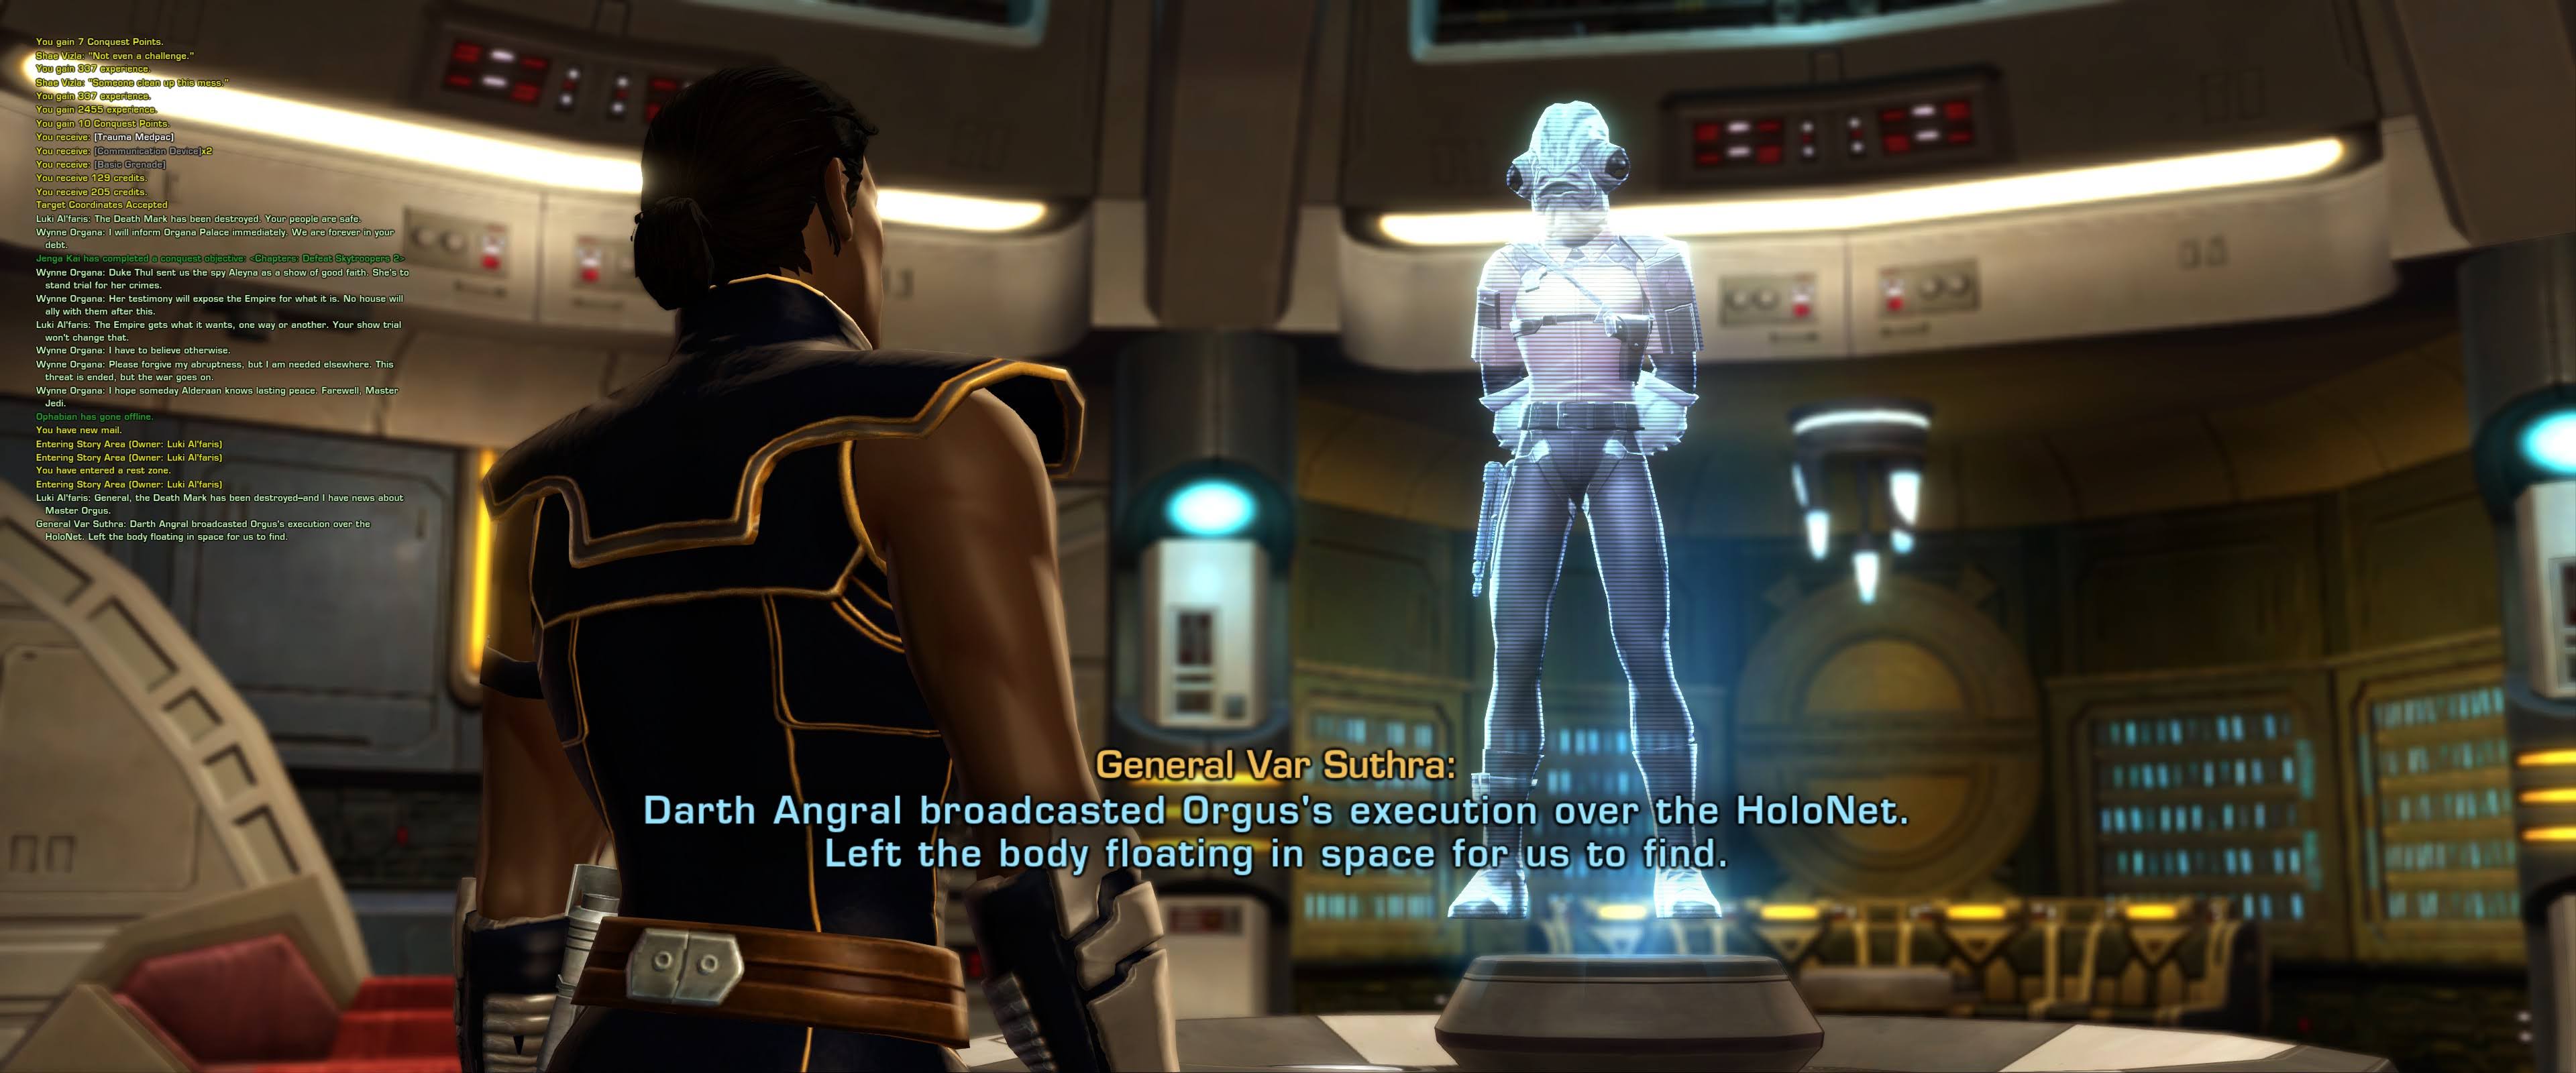 You gain 7 Conquest Points.
Shae Vizla: "Not even a challenge."
You gain 337 experience.
Shae Vizla: "Someone clean up this mess."
You gain 337 experience.
You gain 2455 experience.
You gain 10 Conquest Points.
You receive: [Trauma Medpac]
You receive: [Communication Device]x2
You receive: [Basic Grenade]
You receive 129 credits.
You receive 205 credits.
Target Coordinates Accepted
Luki Al'faris: The Death Mark has been destroyed. Your people are safe.
Wynne Organa: I will inform Organa Palace immediately. We are forever in your
debt.
Jenga Kai has completed a conquest objective: <Chapters: Defeat Skytroopers 2>
Wynne Organa: Duke Thul sent us the spy Aleyna as a show of good faith. She's to
stand trial for her crimes.
Wynne Organa: Her testimony will expose the Empire for what it is. No house will
ally with them after this.
Luki Al'faris: The Empire gets what it wants, one way or another. Your show trial
won't change that.
Wynne Organa: I have to believe otherwise.
Wynne Organa: Please forgive my abruptness, but I am needed elsewhere. This
threat is ended, but the war goes on.
Wynne Organa: I hope someday Alderaan knows lasting peace. Farewell, Master
Jedi.
Ophabian has gone offline.
You have new mail.
Entering Story Area (Owner: Luki Al'faris)
Entering Story Area (Owner: Luki Al'faris)
You have entered a rest zone.
Entering Story Area (Owner: Luki Al'faris)
Luki Al'faris: General, the Death Mark has been destroyed—and I have news about
Master Orgus.
General Var Suthra: Darth Angral broadcasted Orgus's execution over the
HoloNet. Left the body floating in space for us to find.
General Var Suthra:
Darth Angral broadcasted Orgus's execution over the HoloNet.
Left the body floating in space for us to find.